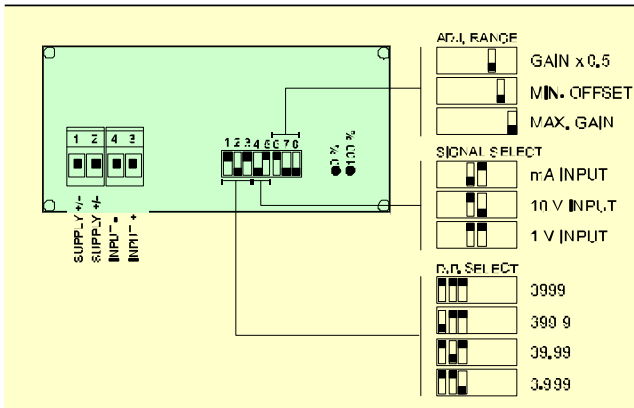 ADJ. RANGE
GAIN x 0.5
MIN. OFFSET
MAX. GAIN
1 2 4 3
1 2 3 4 5 6 7 8
0 %
100 %
SUPPLY +/-
SUPPLY +/-
INPUT -
INPUT +
SIGNAL SELECT
mA INPUT
10 V INPUT
1 V INPUT
D.P. SELECT
3999
399.9
39.99
3.999